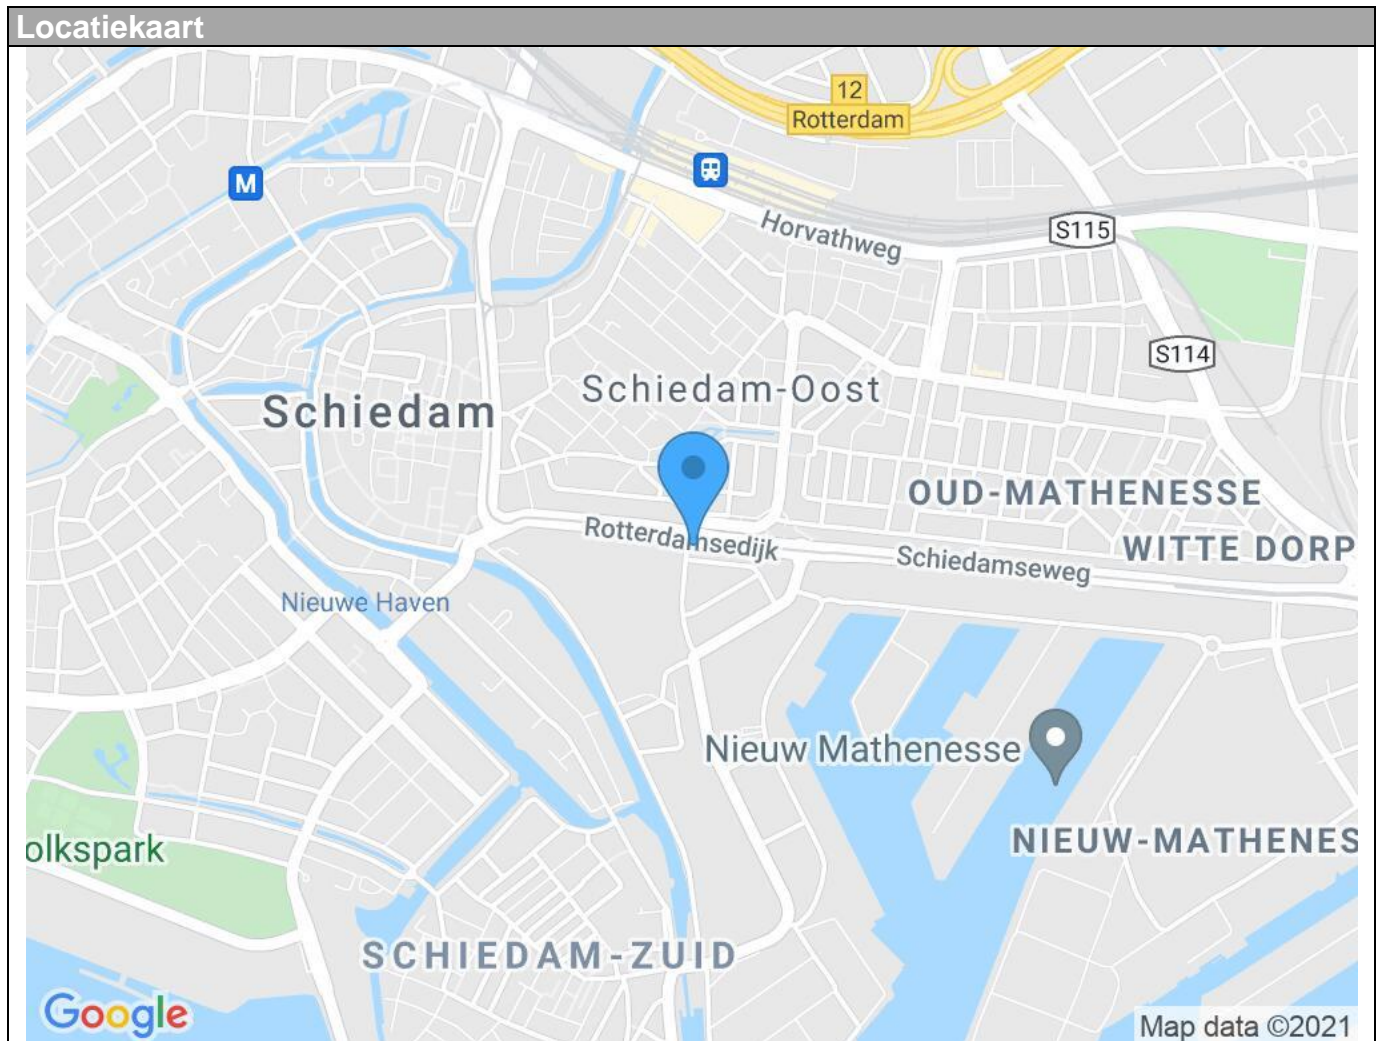 Locatiekaart
12
Rotterdam
M
Horvathweg
S115
S114
Schiedam-Oost
Schiedam
OUD-MATHENESSE
Rotterdamsedijk
WITTE DORP
Schiedamseweg
Nieuwe Haven
Nieuw Mathenesse
NIEUW-MATHENES
olkspark
SCHIEDAM-ZUID
Google
Map data ©2021